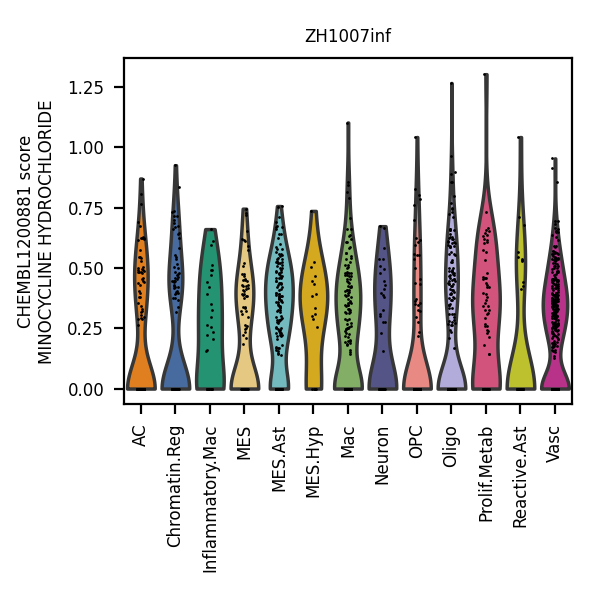 ZH1007inf
CHEMBL1200881 score
MINOCYCLINE HYDROCHLORIDE
1.25
1.00
0.75
0.50
0.25
0.00
AC
Chromatin.Reg
Inflammatory.Mac
MES
MES.Ast
MES.Hyp
Mac
Neuron
OPC
Oligo
Prolif.Metab
Reactive.Ast
Vasc